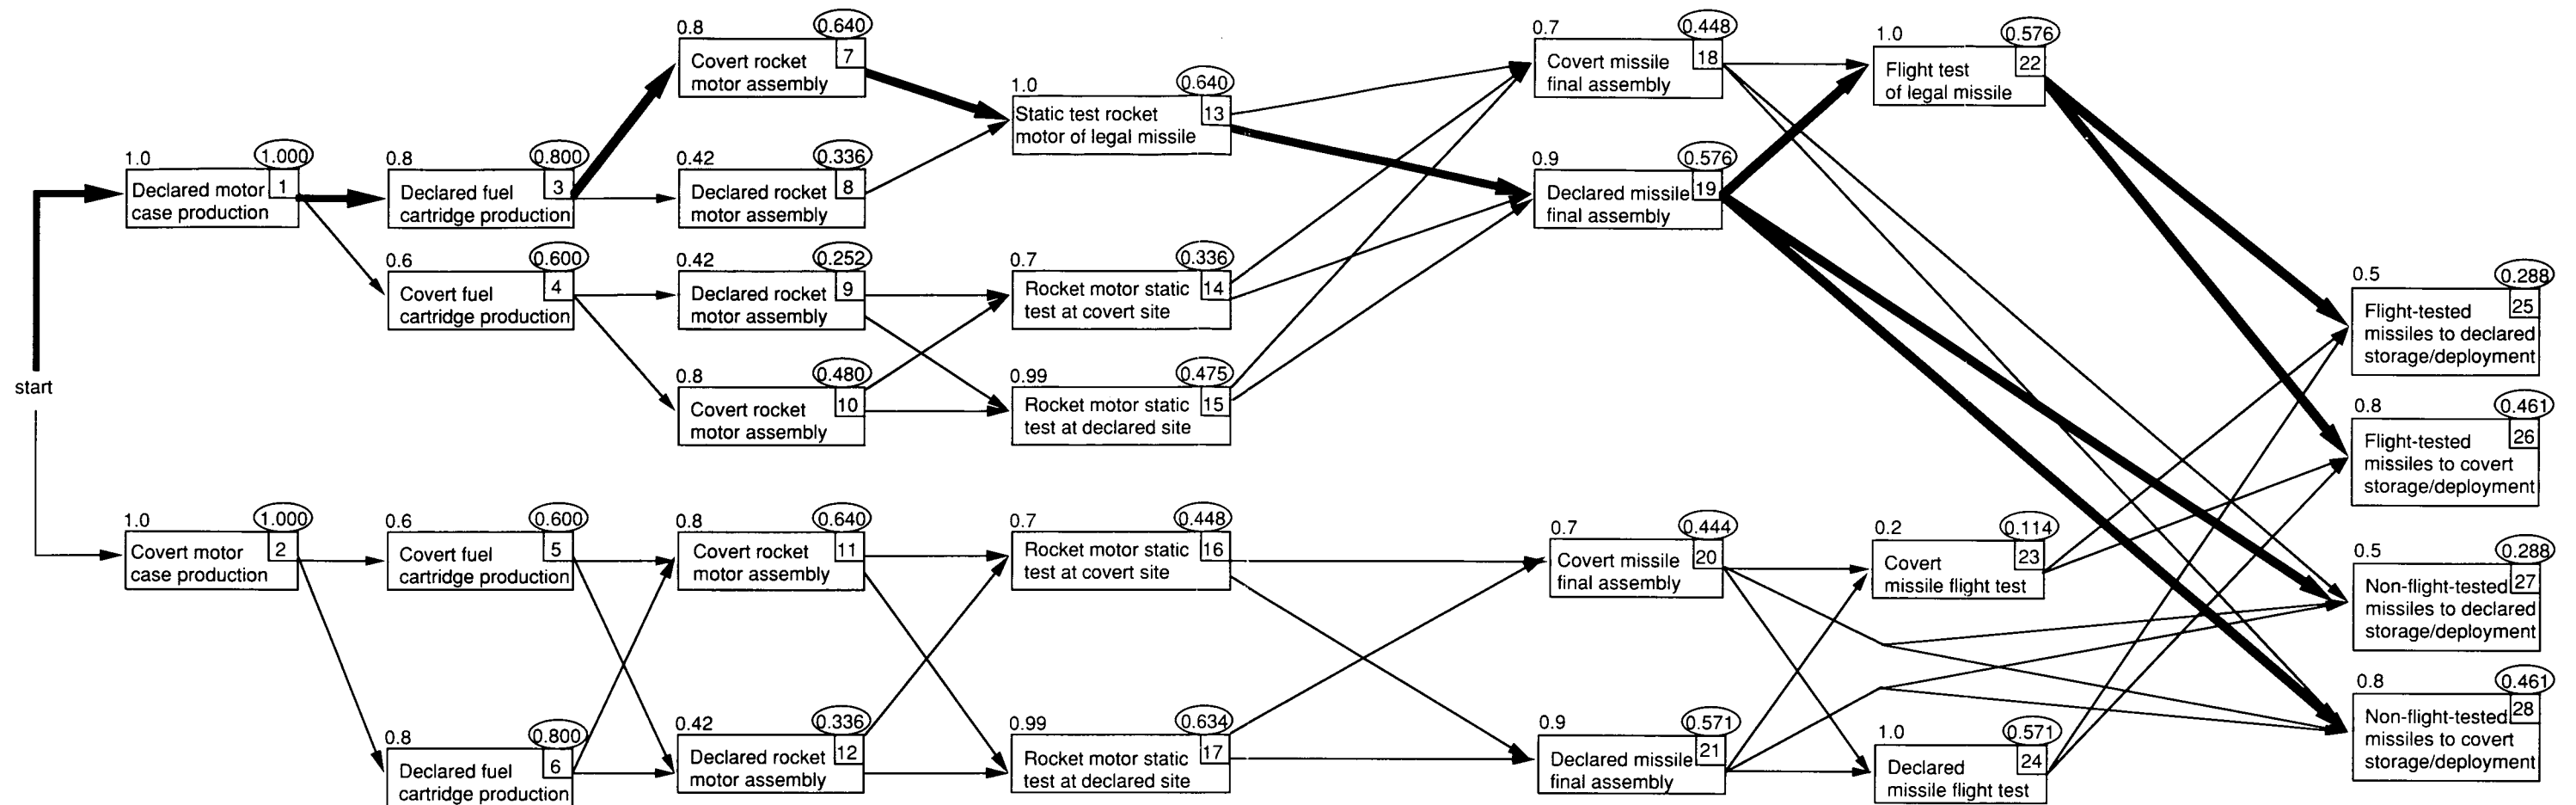 start
1.0 1.000
Declared motor 1
case production
1.0 1.000
Covert motor 2
case production
0.8 0.800
Declared fuel 3
cartridge production
0.6 0.600
Covert fuel 4
cartridge production
0.6 0.600
Covert fuel 5
cartridge production
0.8 0.800
Declared fuel 6
cartridge production
0.8 0.640
Covert rocket 7
motor assembly
0.42 0.336
Declared rocket 8
motor assembly
0.42 0.252
Declared rocket 9
motor assembly
0.8 0.480
Covert rocket 10
motor assembly
0.8 0.640
Covert rocket 11
motor assembly
0.42 0.336
Declared rocket 12
motor assembly
1.0 0.640
Static test rocket 13
motor of legal missile
0.7 0.336
Rocket motor static 14
test at covert site
0.99 0.475
Rocket motor static 15
test at declared site
0.7 0.448
Rocket motor static 16
test at covert site
0.99 0.634
Rocket motor static 17
test at declared site
0.7 0.448
Covert missile 18
final assembly
0.9 0.576
Declared missile 19
final assembly
0.7 0.444
Covert missile 20
final assembly
0.9 0.571
Declared missile 21
final assembly
1.0 0.576
Flight test 22
of legal missile
0.2 0.114
Covert 23
missile flight test
1.0 0.571
Declared 24
missile flight test
0.5 0.288
Flight-tested 25
missiles to declared
storage/deployment
0.8 0.461
Flight-tested 26
missiles to covert
storage/deployment
0.5 0.288
Non-flight-tested 27
missiles to declared
storage/deployment
0.8 0.461
Non-flight-tested 28
missiles to covert
storage/deployment